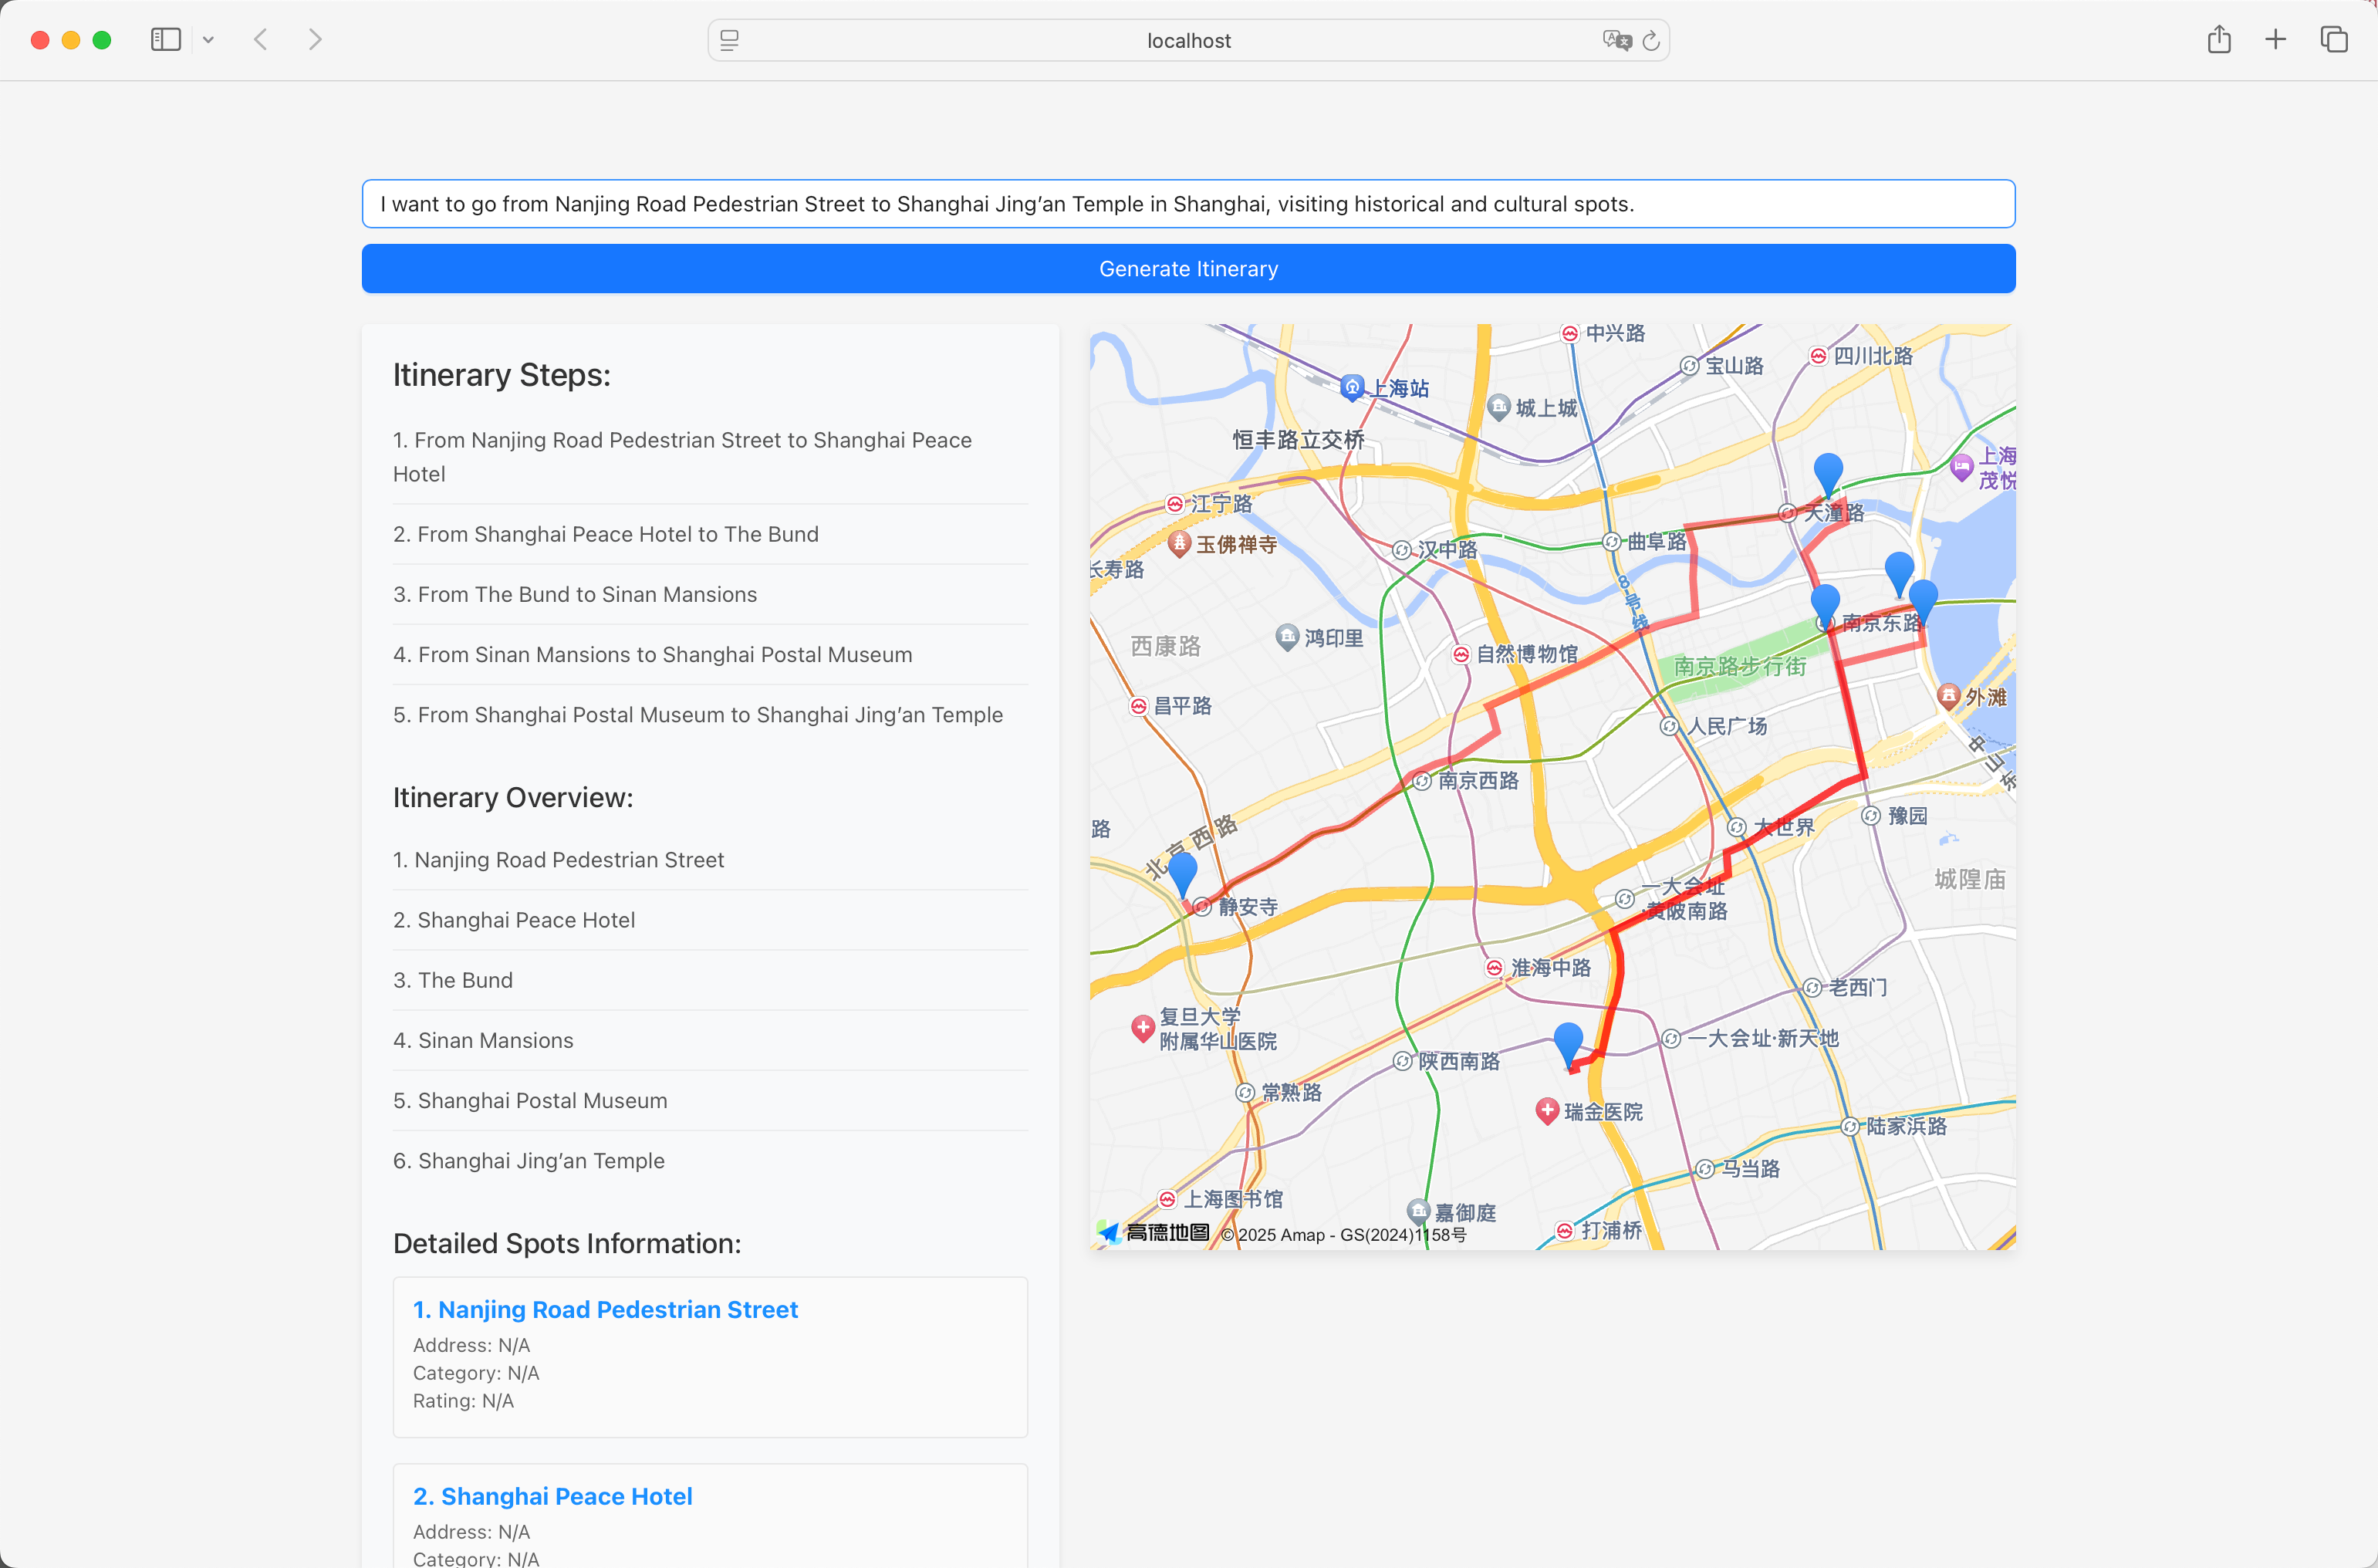 localhost
I want to go from Nanjing Road Pedestrian Street to Shanghai Jing’an Temple in Shanghai, visiting historical and cultural spots.
Generate Itinerary
Itinerary Steps:
1. From Nanjing Road Pedestrian Street to Shanghai Peace
Hotel
2. From Shanghai Peace Hotel to The Bund
3. From The Bund to Sinan Mansions
4. From Sinan Mansions to Shanghai Postal Museum
5. From Shanghai Postal Museum to Shanghai Jing’an Temple
Itinerary Overview:
1. Nanjing Road Pedestrian Street
2. Shanghai Peace Hotel
3. The Bund
4. Sinan Mansions
5. Shanghai Postal Museum
6. Shanghai Jing’an Temple
Detailed Spots Information:
1. Nanjing Road Pedestrian Street
Address: N/A
Category: N/A
Rating: N/A
2. Shanghai Peace Hotel
Address: N/A
Category: N/A
中兴路
宝山路
四川北路
上海站
城上城
恒丰路立交桥
上海
茂悦
江宁路
天潼路
玉佛禅寺
汉中路
曲阜路
长寿路
8号线
南京东路
西康路
鸿印里
自然博物馆
南京路步行街
昌平路
外滩
人民广场
中山东
南京西路
路
北京西路
大世界
豫园
城隍庙
一大会址
·黄陂南路
静安寺
淮海中路
老西门
复旦大学
附属华山医院
一大会址·新天地
陕西南路
常熟路
瑞金医院
陆家浜路
马当路
上海图书馆
嘉御庭
打浦桥
高德地图
© 2025 Amap - GS(2024)1158号